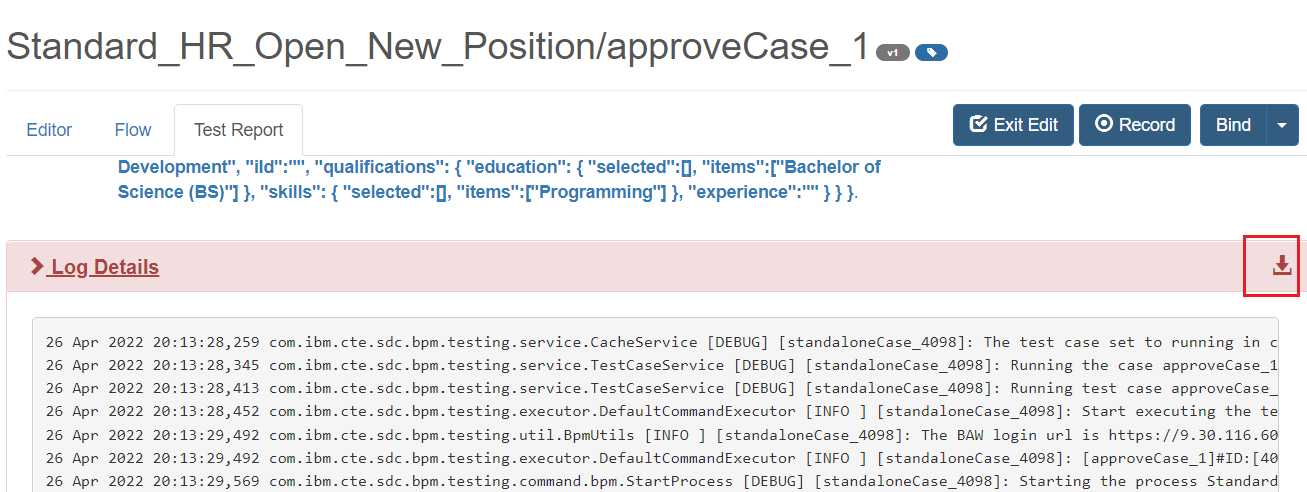 Standard_HR_Open_New_Position/approveCase_1 v1
Editor Flow Test Report Exit Edit Record Bind
Development", "iId":"", "qualifications": { "education": { "selected":[], "items":["Bachelor of
Science (BS)"] }, "skills": { "selected":[], "items":["Programming"] }, "experience":"" } } }.
Log Details
26 Apr 2022 20:13:28,259 com.ibm.cte.sdc.bpm.testing.service.CacheService [DEBUG] [standaloneCase_4098]: The test case set to running in c
26 Apr 2022 20:13:28,345 com.ibm.cte.sdc.bpm.testing.service.TestCaseService [DEBUG] [standaloneCase_4098]: Running the case approveCase_1
26 Apr 2022 20:13:28,413 com.ibm.cte.sdc.bpm.testing.service.TestCaseService [DEBUG] [standaloneCase_4098]: Running test case approveCase_
26 Apr 2022 20:13:28,452 com.ibm.cte.sdc.bpm.testing.executor.DefaultCommandExecutor [INFO ] [standaloneCase_4098]: Start executing the te
26 Apr 2022 20:13:29,492 com.ibm.cte.sdc.bpm.testing.util.BpmUtils [INFO ] [standaloneCase_4098]: The BAW login url is https://9.30.116.60
26 Apr 2022 20:13:29,492 com.ibm.cte.sdc.bpm.testing.executor.DefaultCommandExecutor [INFO ] [standaloneCase_4098]: [approveCase_1]#ID:[40
26 Apr 2022 20:13:29,569 com.ibm.cte.sdc.bpm.testing.command.bpm.StartProcess [DEBUG] [standaloneCase_4098]: Starting the process Standard